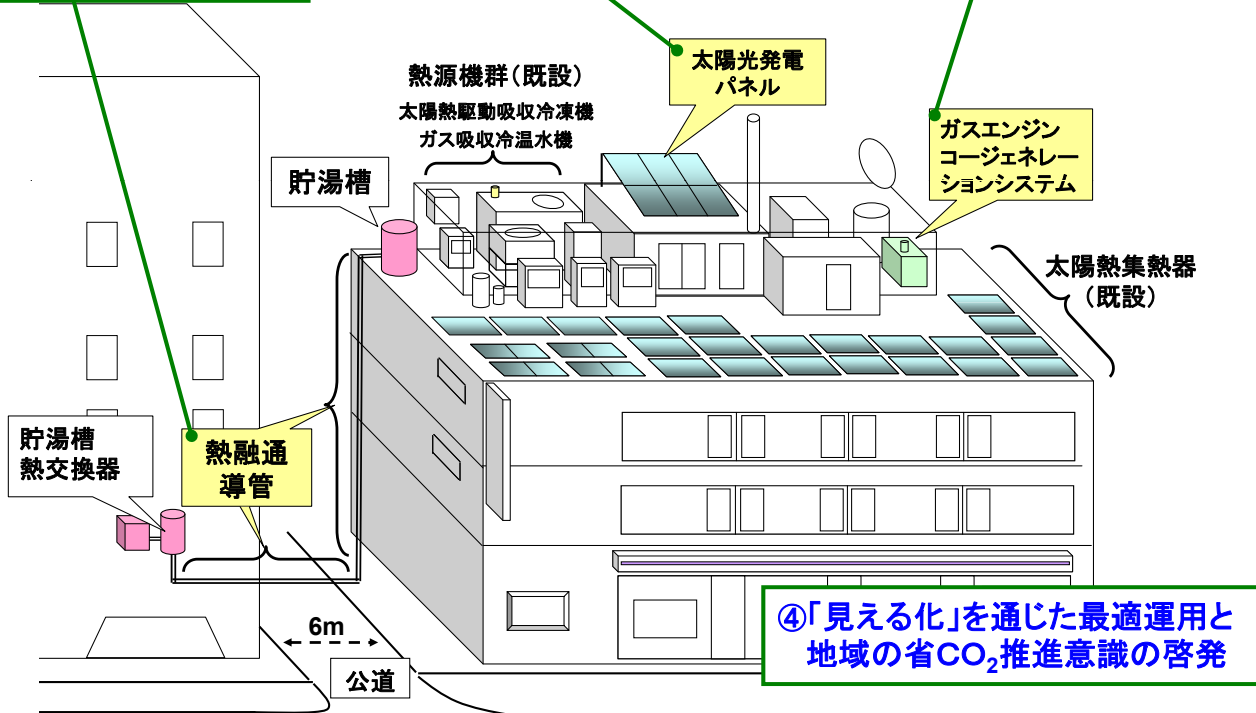 太陽光発電
パネル
熱源機群（既設）
太陽熱駆動吸収冷凍機
ガス吸収冷温水機
ガスエンジン
コージェネレー
ションシステム
貯湯槽
太陽熱集熱器
（既設）
貯湯槽
熱交換器
熱融通
導管
6m
公道
④「見える化」を通じた最適運用と
地域の省CO₂推進意識の啓発